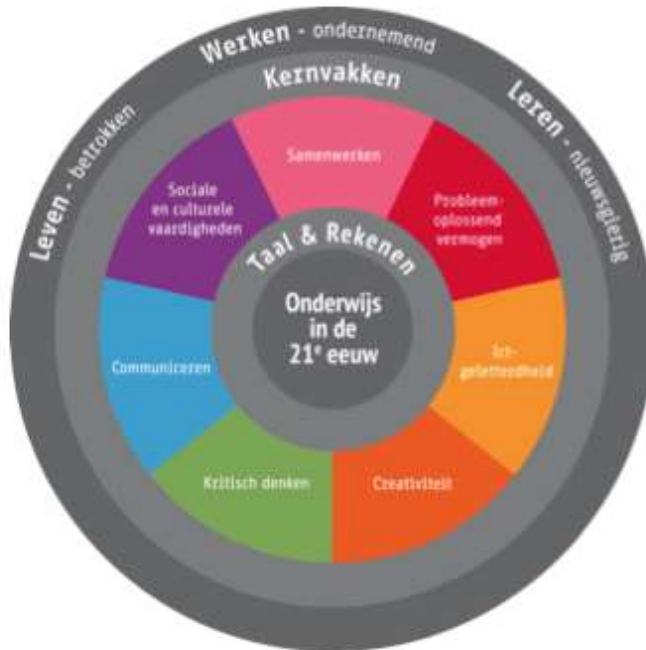 Werken - ondernemend
Leren - nieuwsgierig
Leven - betrokken
Kernvakken
Samenwerken
Probleem-
oplossend
vermogen
Ict-
geletterdheid
Creativiteit
Kritisch denken
Communiceren
Sociale
en culturele
vaardigheden
Taal & Rekenen
Onderwijs
in de
21e eeuw